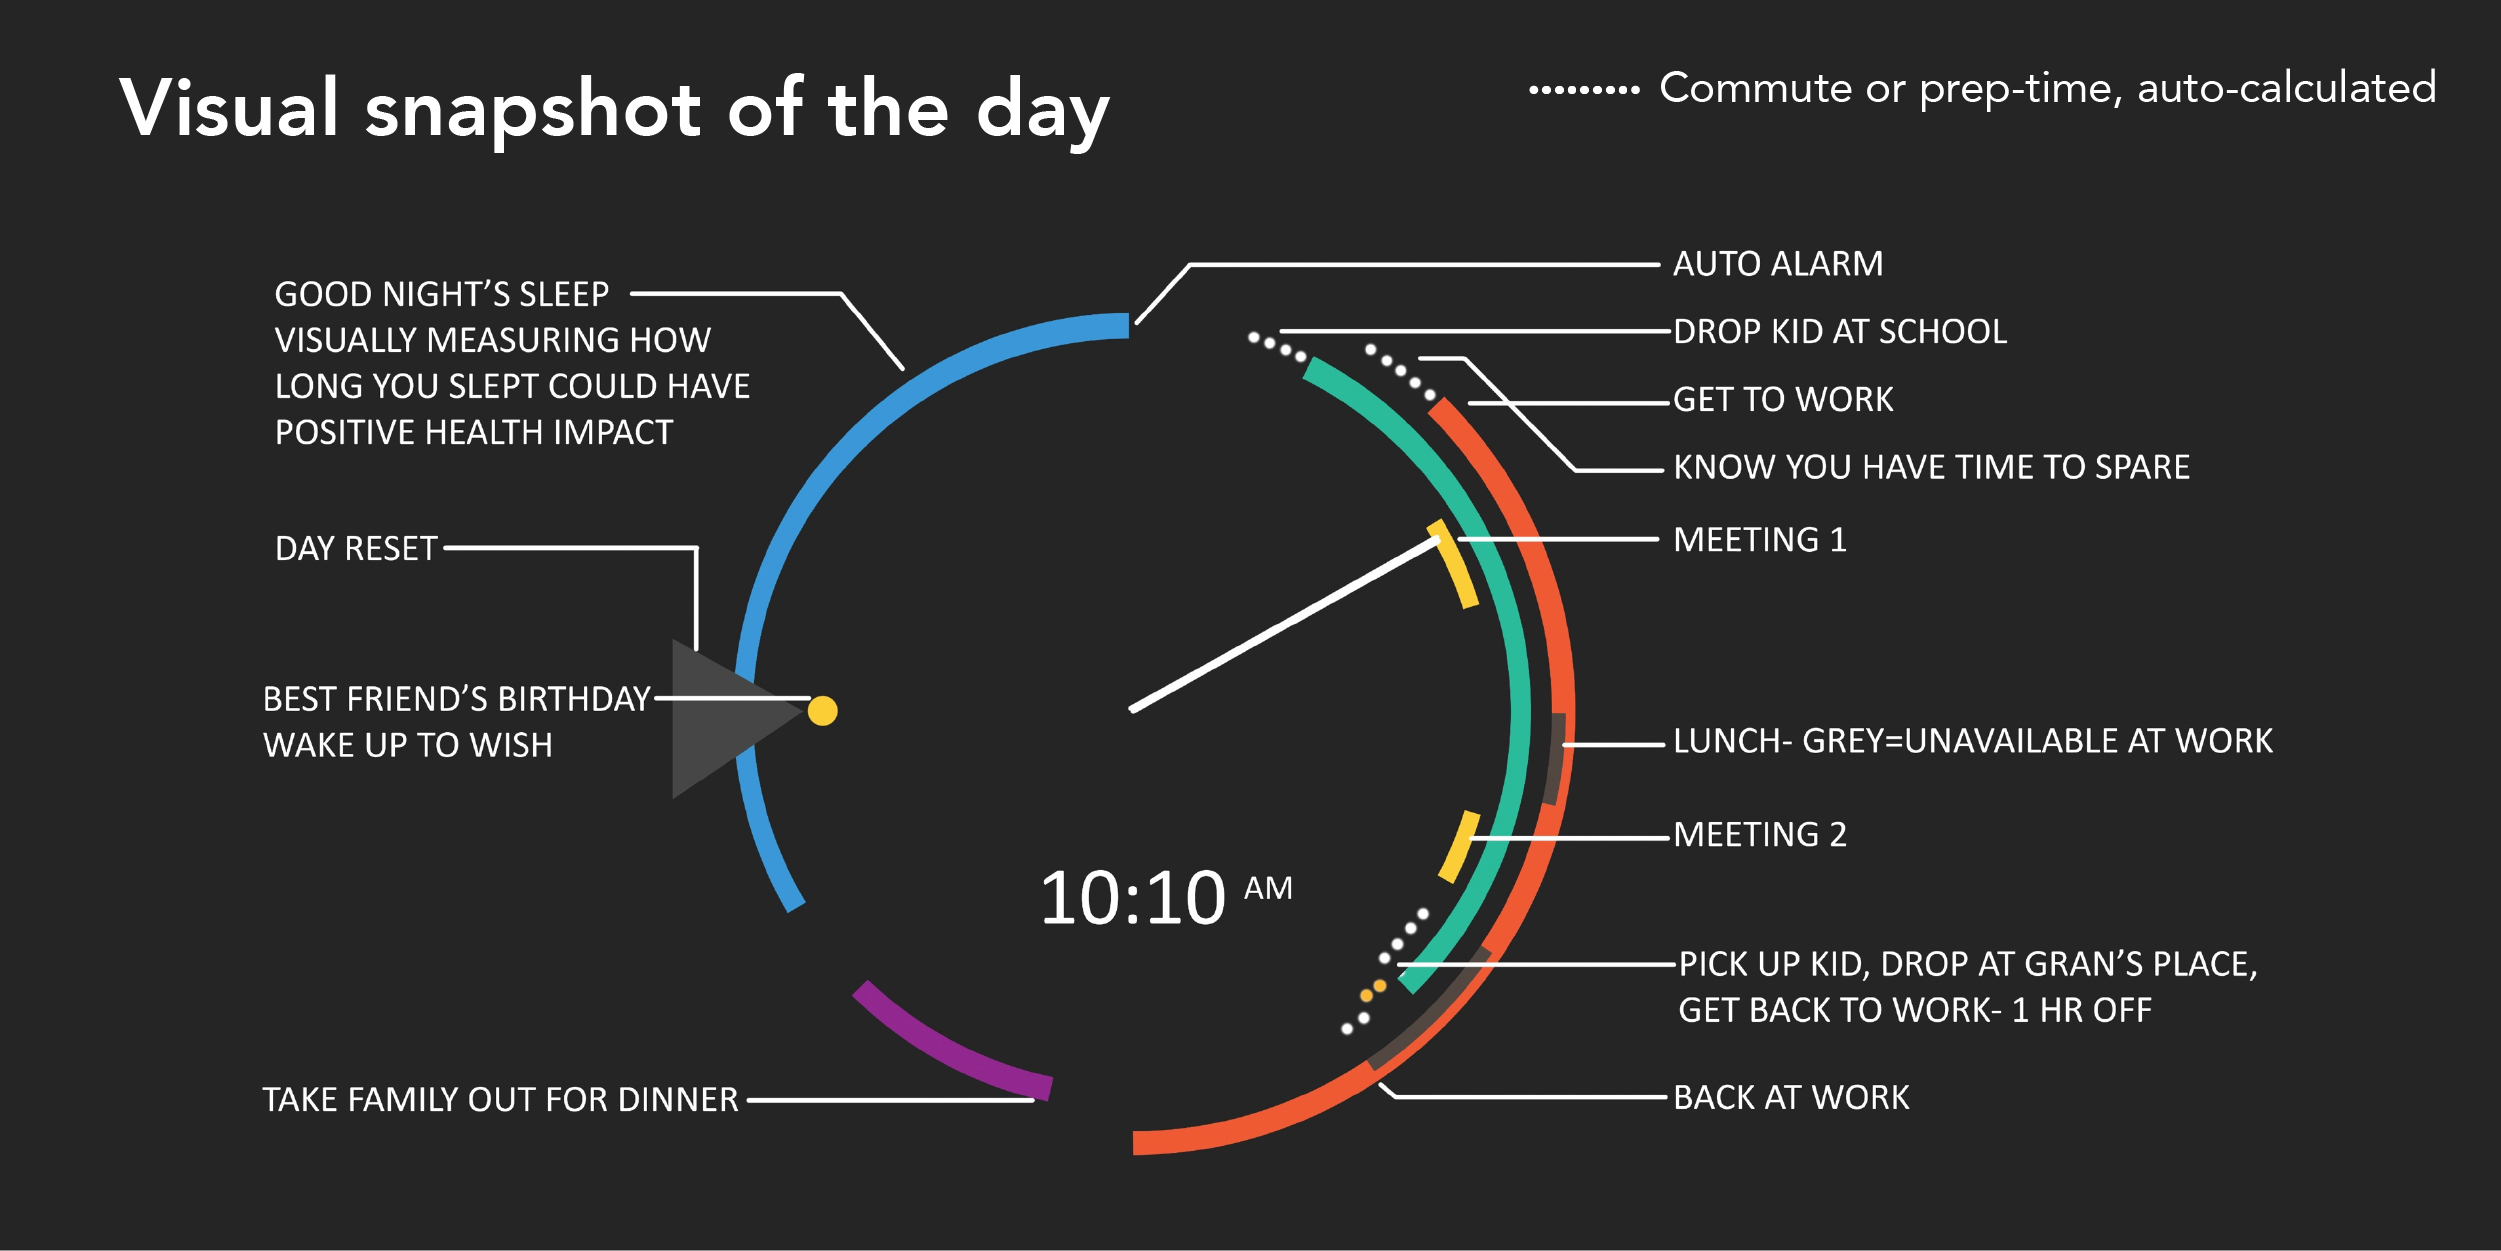 Visual snapshot of the day
Commute or prep-time, auto-calculated
GOOD NIGHT'S SLEEP
VISUALLY MEASURING HOW
LONG YOU SLEPT COULD HAVE
POSITIVE HEALTH IMPACT
DAY RESET
BEST FRIEND'S BIRTHDAY
WAKE UP TO WISH
TAKE FAMILY OUT FOR DINNER
10:10 AM
AUTO ALARM
DROP KID AT SCHOOL
GET TO WORK
KNOW YOU HAVE TIME TO SPARE
MEETING 1
LUNCH- GREY=UNAVAILABLE AT WORK
MEETING 2
PICK UP KID, DROP AT GRAN'S PLACE,
GET BACK TO WORK- 1 HR OFF
BACK AT WORK